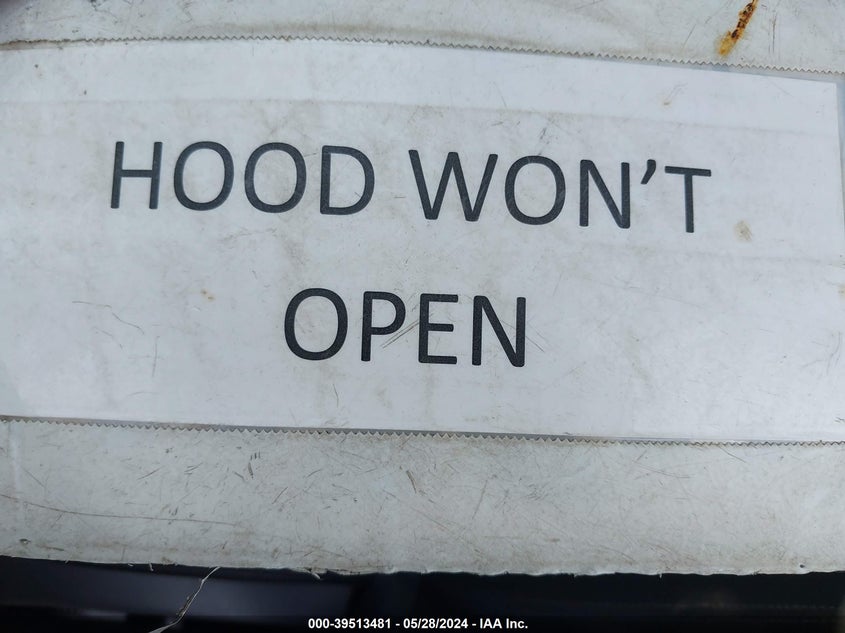 HOOD WON'T
OPEN
000-39513481 - 05/28/2024 - IAA Inc.